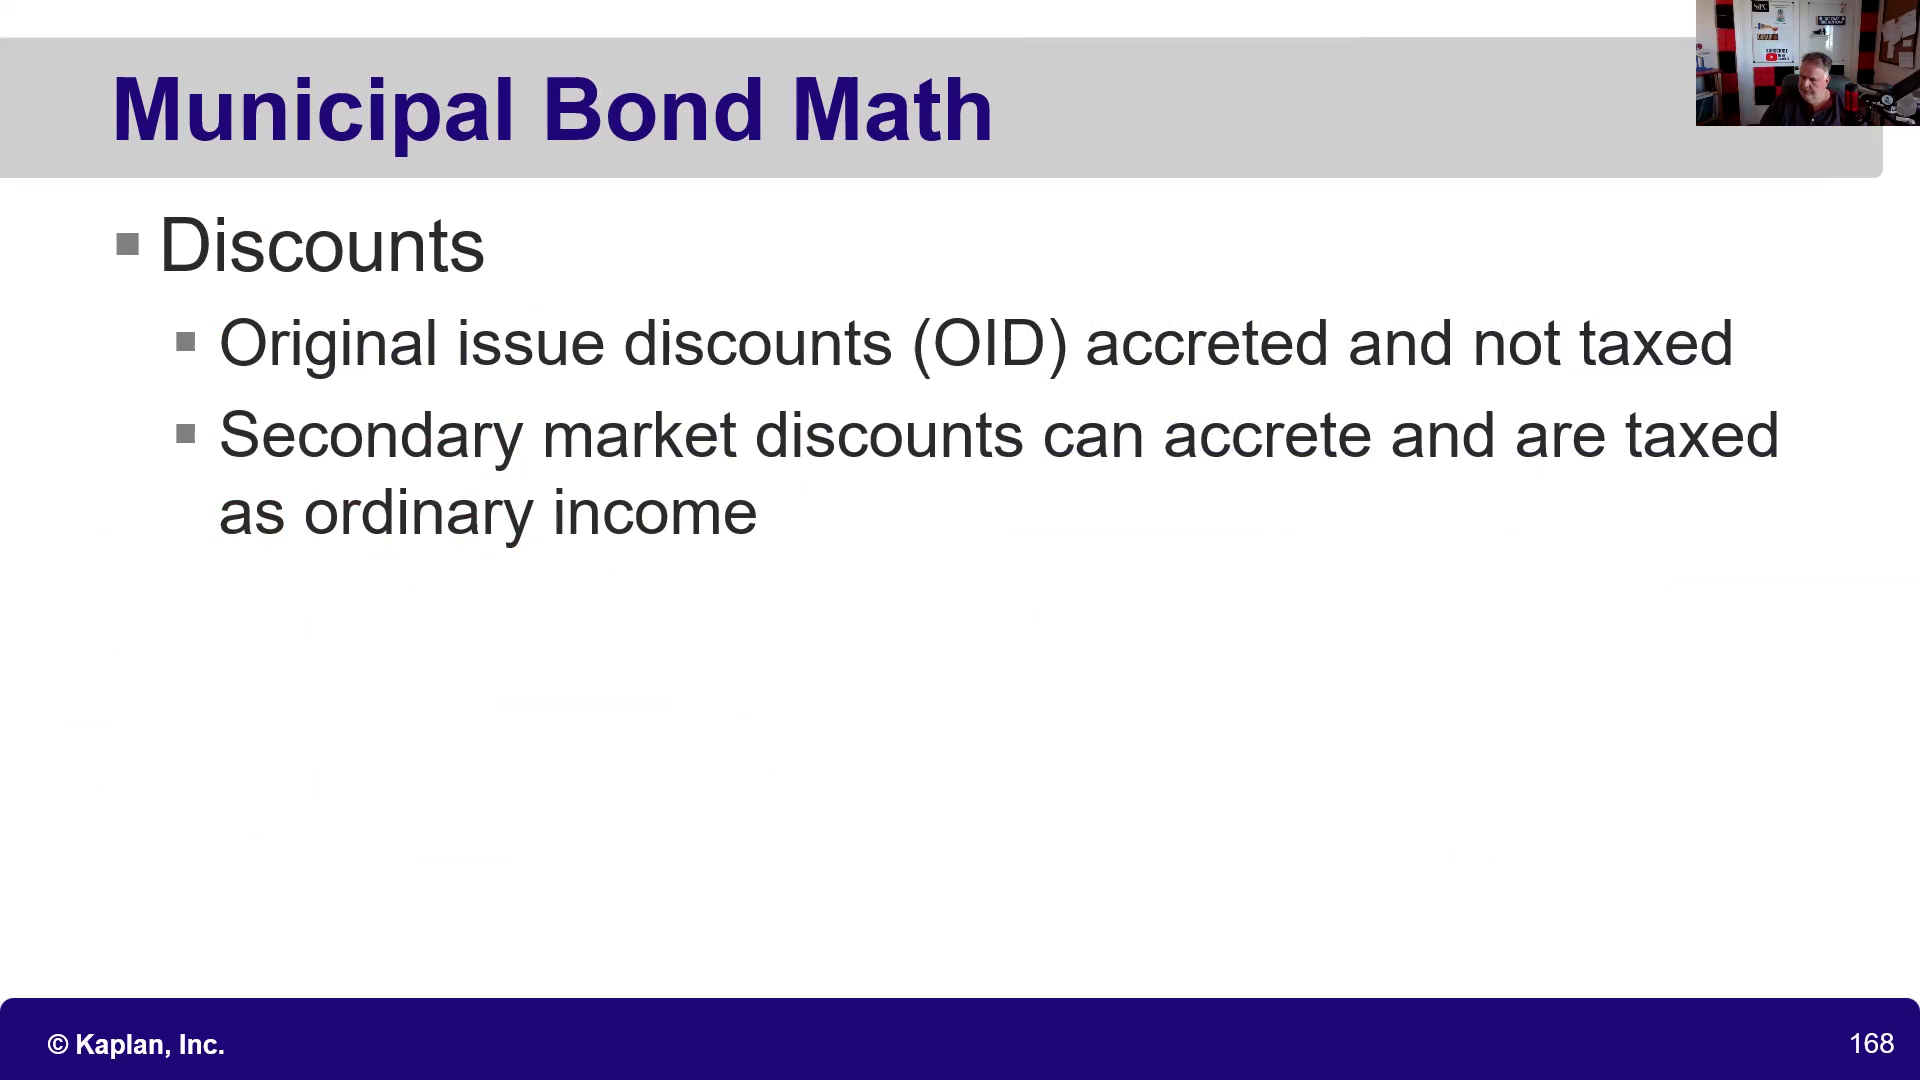 Municipal Bond Math
Discounts
Original issue discounts (OID) accreted and not taxed
Secondary market discounts can accrete and are taxed
as ordinary income
SUBSCRIBE
© Kaplan, Inc.
168